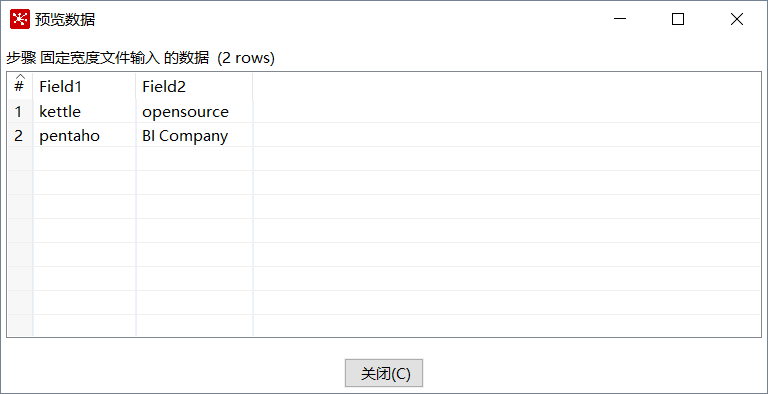 预览数据
步骤 固定宽度文件输入 的数据 (2 rows)
# Field1 Field2
1 kettle opensource
2 pentaho BI Company
关闭(C)